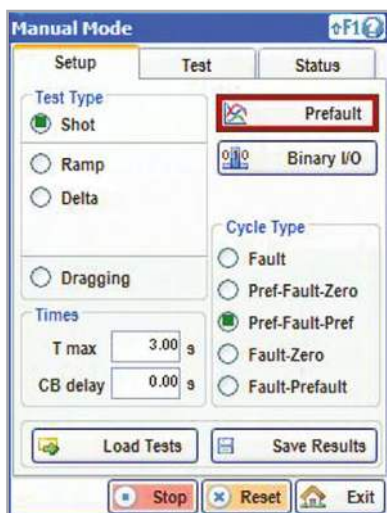 Manual Mode
F1
Setup
Test
Status
Test Type
Shot
Ramp
Delta
Dragging
Prefault
Binary I/O
Cycle Type
Fault
Pref-Fault-Zero
Pref-Fault-Pref
Fault-Zero
Fault-Prefault
Times
T max 3.00 s
CB delay 0.00 s
Load Tests
Save Results
Stop
Reset
Exit